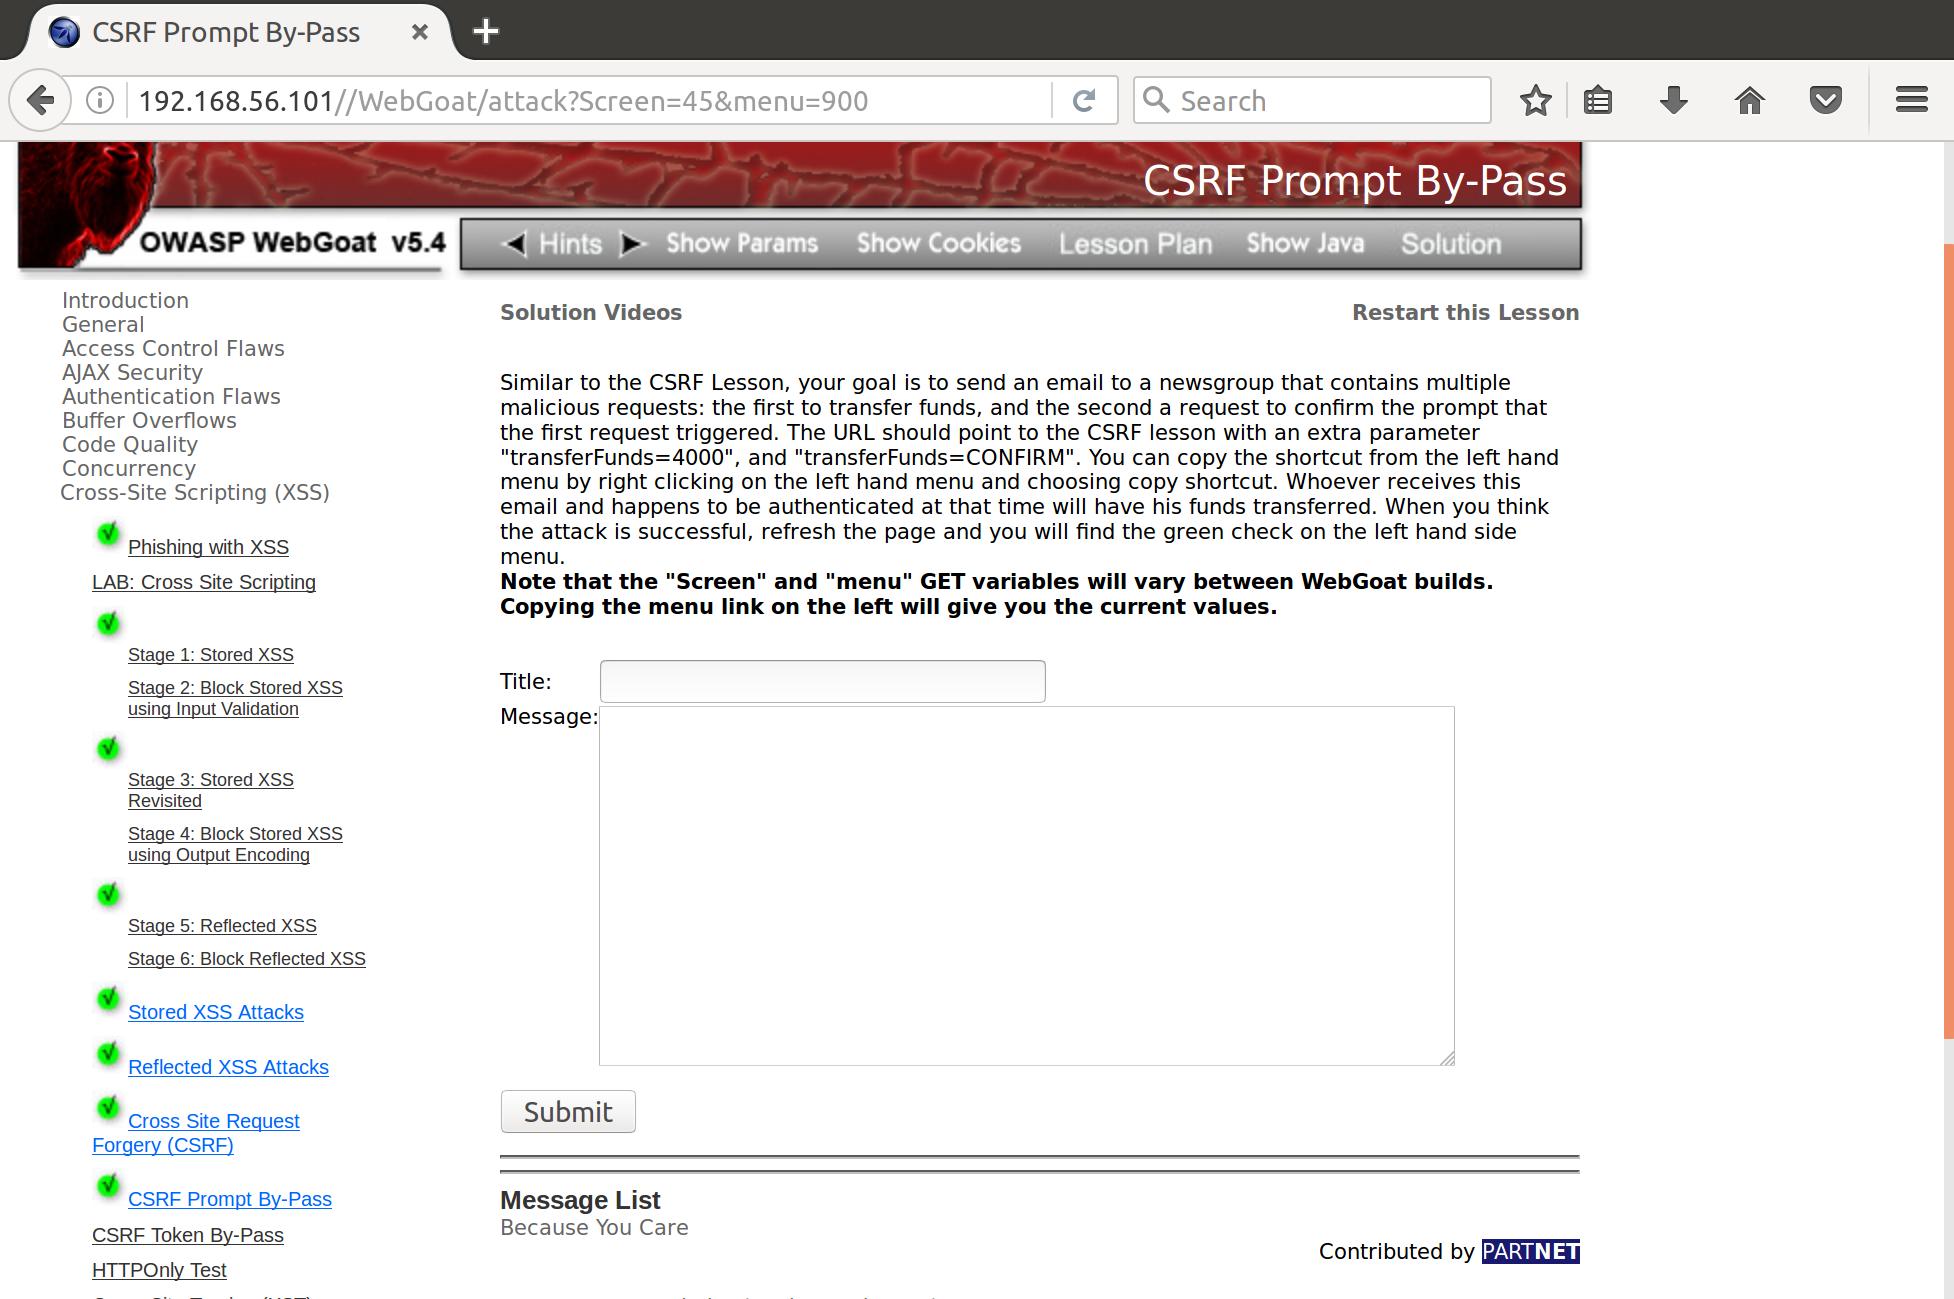 CSRF Prompt By-Pass
192.168.56.101//WebGoat/attack?Screen=45&menu=900
Search
CSRF Prompt By-Pass
OWASP WebGoat v5.4
Hints Show Params Show Cookies Lesson Plan Show Java Solution
Introduction
General
Access Control Flaws
AJAX Security
Authentication Flaws
Buffer Overflows
Code Quality
Concurrency
Cross-Site Scripting (XSS)
Phishing with XSS
LAB: Cross Site Scripting
Stage 1: Stored XSS
Stage 2: Block Stored XSS
using Input Validation
Stage 3: Stored XSS
Revisited
Stage 4: Block Stored XSS
using Output Encoding
Stage 5: Reflected XSS
Stage 6: Block Reflected XSS
Stored XSS Attacks
Reflected XSS Attacks
Cross Site Request
Forgery (CSRF)
CSRF Prompt By-Pass
CSRF Token By-Pass
HTTPOnly Test
Solution Videos
Restart this Lesson
Similar to the CSRF Lesson, your goal is to send an email to a newsgroup that contains multiple
malicious requests: the first to transfer funds, and the second a request to confirm the prompt that
the first request triggered. The URL should point to the CSRF lesson with an extra parameter
"transferFunds=4000", and "transferFunds=CONFIRM". You can copy the shortcut from the left hand
menu by right clicking on the left hand menu and choosing copy shortcut. Whoever receives this
email and happens to be authenticated at that time will have his funds transferred. When you think
the attack is successful, refresh the page and you will find the green check on the left hand side
menu.
Note that the "Screen" and "menu" GET variables will vary between WebGoat builds.
Copying the menu link on the left will give you the current values.
Title:
Message:
Submit
Message List
Because You Care
Contributed by PARTNET